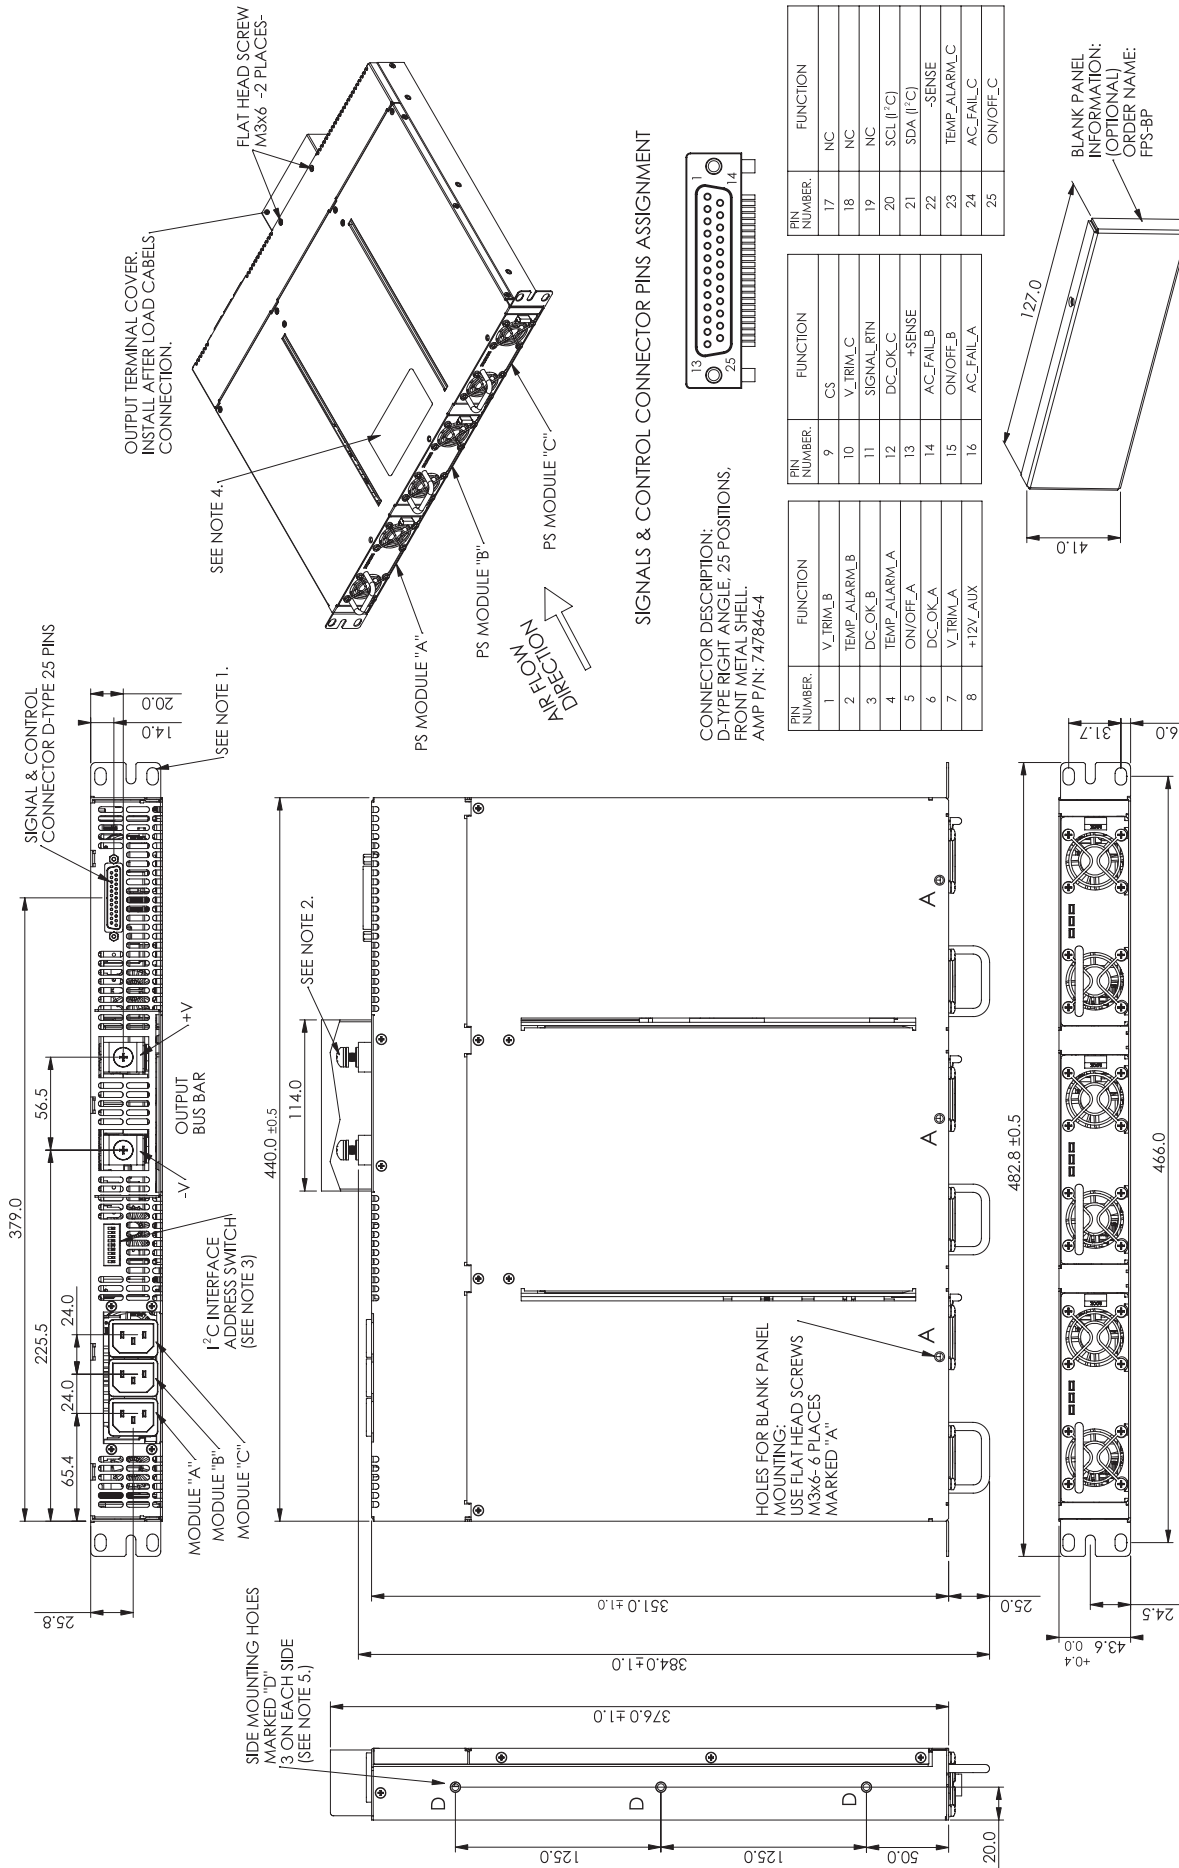 SIGNAL & CONTROL
CONNECTOR D-TYPE 25 PINS
379.0
225.5
56.5
65.4
24.0
24.0
25.8
14.0
20.0
SEE NOTE 1.
MODULE "A"
MODULE "B"
MODULE "C"
I²C INTERFACE
ADDRESS SWITCH
(SEE NOTE 3)
-V
OUTPUT
BUS BAR
+V
OUTPUT TERMINAL COVER.
INSTALL AFTER LOAD CABELS
CONNECTION.
FLAT HEAD SCREW
M3x6 -2 PLACES-
SEE NOTE 4.
PS MODULE "A"
PS MODULE "B"
PS MODULE "C"
AIR FLOW
DIRECTION
SIDE MOUNTING HOLES
MARKED "D"
3 ON EACH SIDE
(SEE NOTE 5.)
D
D
D
376.0 ±1.0
125.0
125.0
50.0
20.0
440.0 ±0.5
114.0
SEE NOTE 2.
384.0±1.0
351.0 ±1.0
25.0
HOLES FOR BLANK PANEL
MOUNTING:
USE FLAT HEAD SCREWS
M3x6- 6 PLACES
MARKED "A"
A
A
A
482.8 ±0.5
466.0
43.6 +0.4 0.0
24.5
31.7
6.0
SIGNALS & CONTROL CONNECTOR PINS ASSIGNMENT
CONNECTOR DESCRIPTION:
D-TYPE RIGHT ANGLE, 25 POSITIONS,
FRONT METAL SHELL.
AMP P/N: 747846-4
13
1
25
14
PIN NUMBER. FUNCTION
1 V_TRIM_B
2 TEMP_ALARM_B
3 DC_OK_B
4 TEMP_ALARM_A
5 ON/OFF_A
6 DC_OK_A
7 V_TRIM_A
8 +12V_AUX
PIN NUMBER. FUNCTION
9 CS
10 V_TRIM_C
11 SIGNAL_RTN
12 DC_OK_C
13 +SENSE
14 AC_FAIL_B
15 ON/OFF_B
16 AC_FAIL_A
PIN NUMBER. FUNCTION
17 NC
18 NC
19 NC
20 SCL (I²C)
21 SDA (I²C)
22 -SENSE
23 TEMP_ALARM_C
24 AC_FAIL_C
25 ON/OFF_C
127.0
41.0
BLANK PANEL
INFORMATION:
(OPTIONAL)
ORDER NAME:
FPS-BP